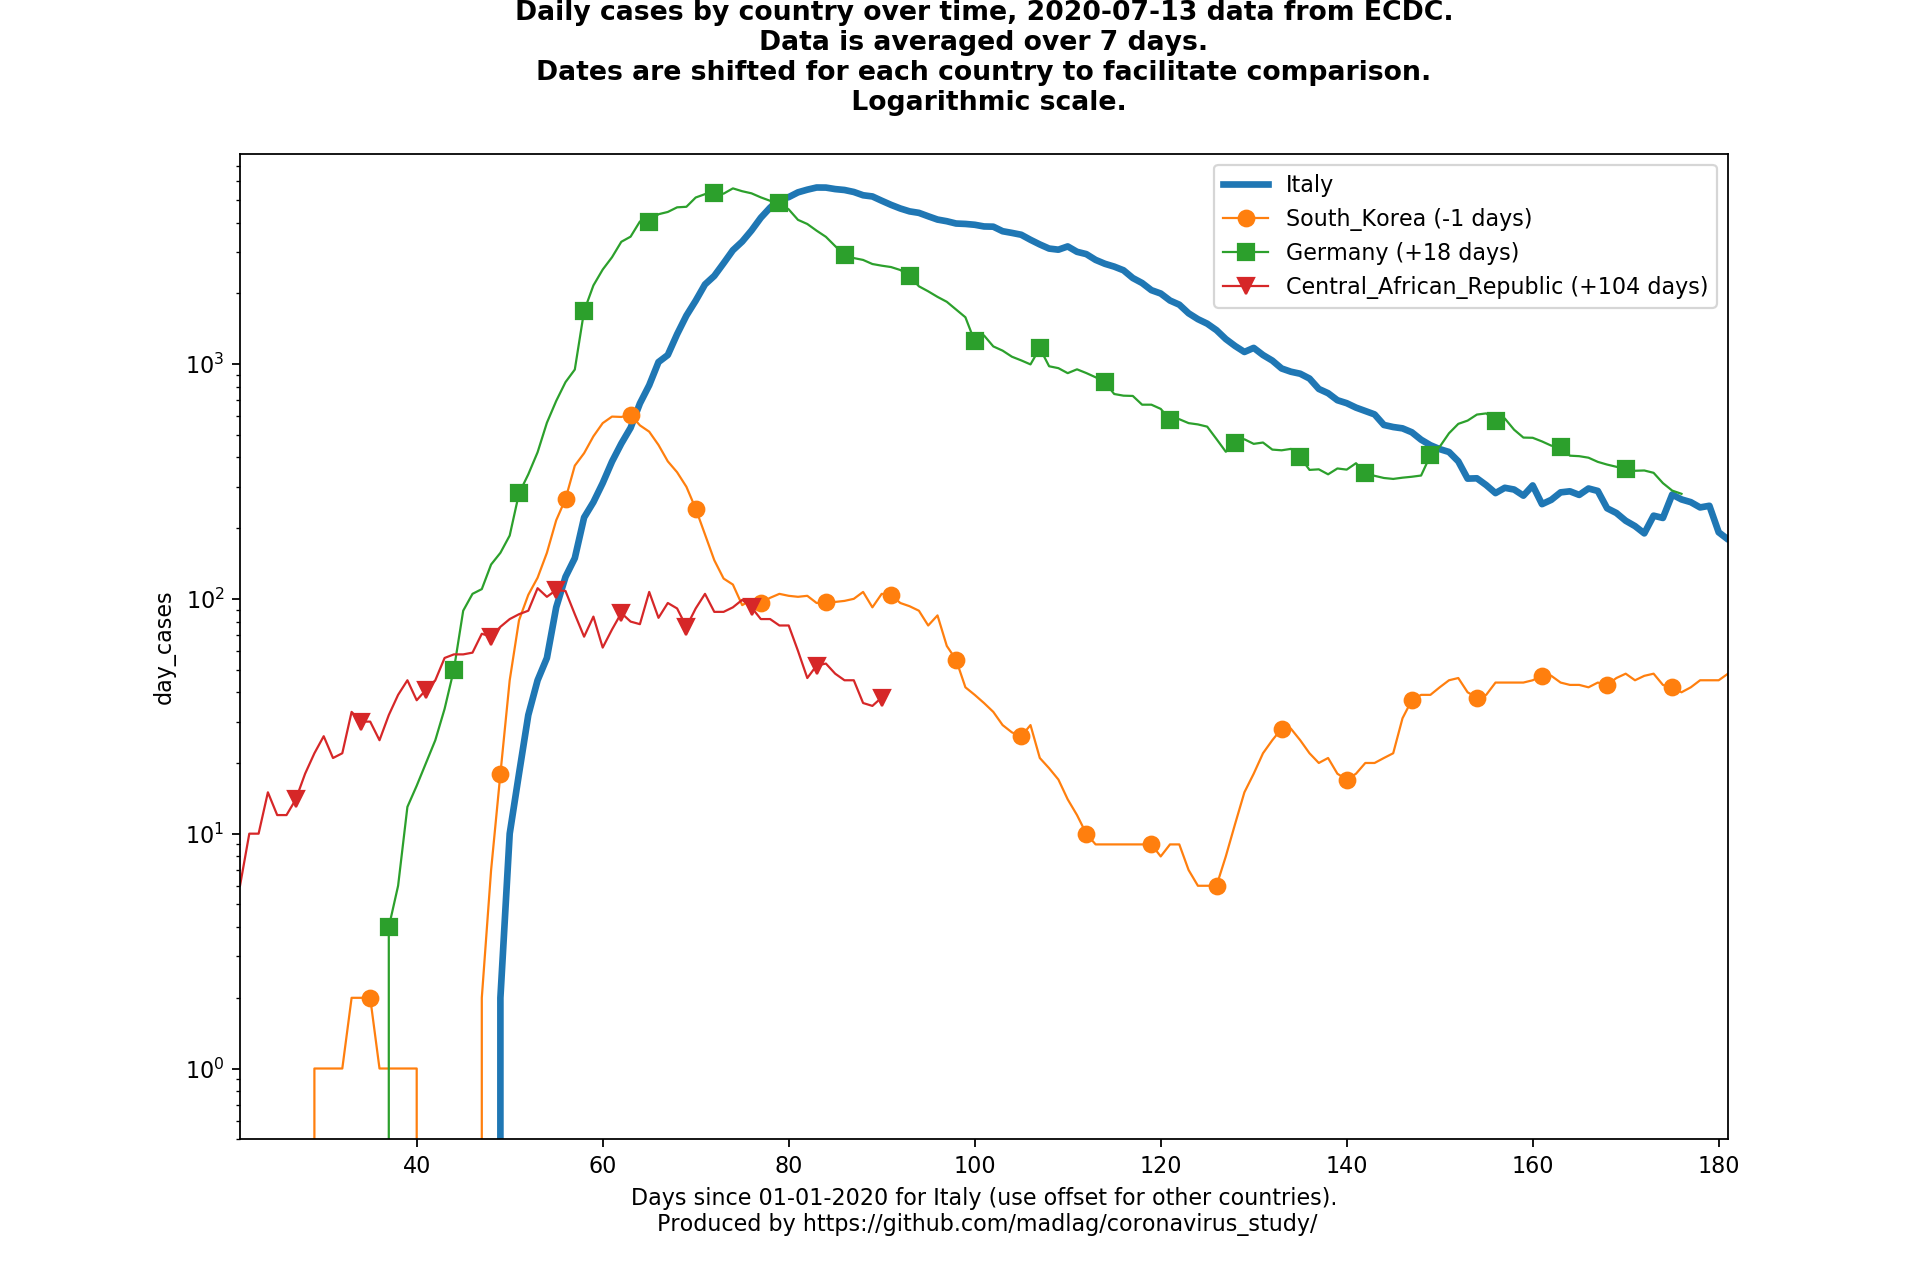 Daily cases by country over time, 2020-07-13 data from ECDC.
Data is averaged over 7 days.
Dates are shifted for each country to facilitate comparison.
Logarithmic scale.
Italy
South_Korea (-1 days)
Germany (+18 days)
Central_African_Republic (+104 days)
day_cases
10³
10²
10¹
10⁰
40 60 80 100 120 140 160 180
Days since 01-01-2020 for Italy (use offset for other countries).
Produced by https://github.com/madlag/coronavirus_study/